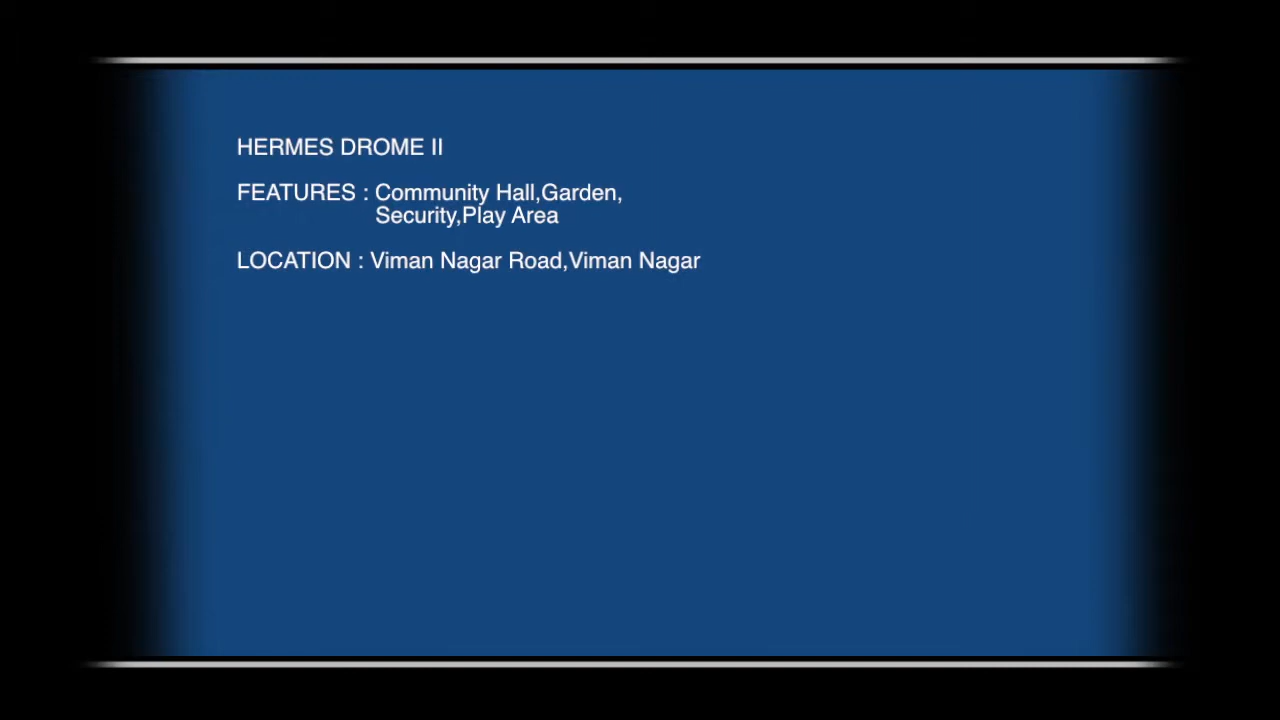 HERMES DROME II
FEATURES : Community Hall,Garden,
Security,Play Area
LOCATION : Viman Nagar Road,Viman Nagar